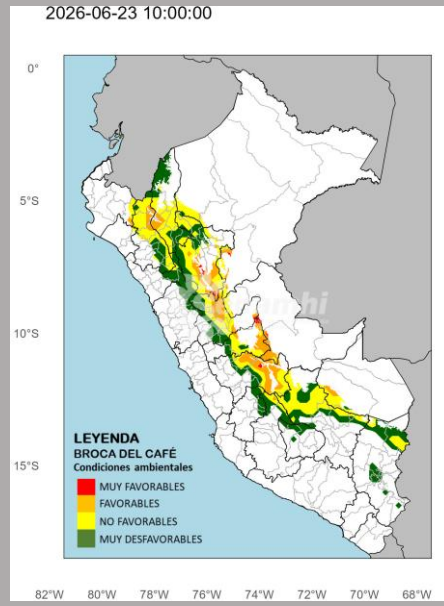 2026-06-23 10:00:00
0°
5°S
10°S
15°S
senamhi
LEYENDA
BROCA DEL CAFÉ
Condiciones ambientales
MUY FAVORABLES
FAVORABLES
NO FAVORABLES
MUY DESFAVORABLES
82°W 80°W 78°W 76°W 74°W 72°W 70°W 68°W